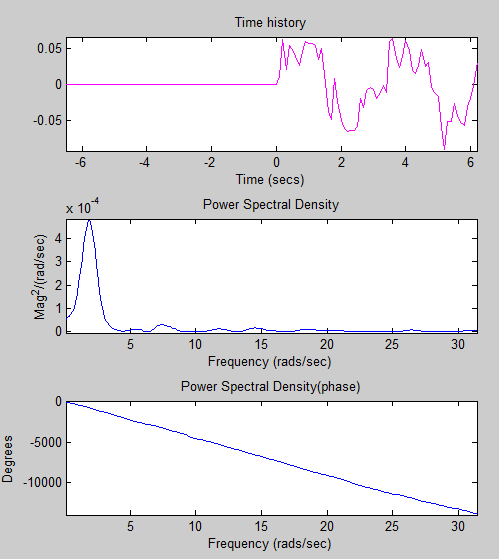 Time history
0.05
0
-0.05
-6 -4 -2 0 2 4 6
Time (secs)
x 10^-4 Power Spectral Density
4
3
2
1
0
Mag^2/(rad/sec)
5 10 15 20 25 30
Frequency (rads/sec)
Power Spectral Density(phase)
0
-5000
-10000
Degrees
5 10 15 20 25 30
Frequency (rads/sec)